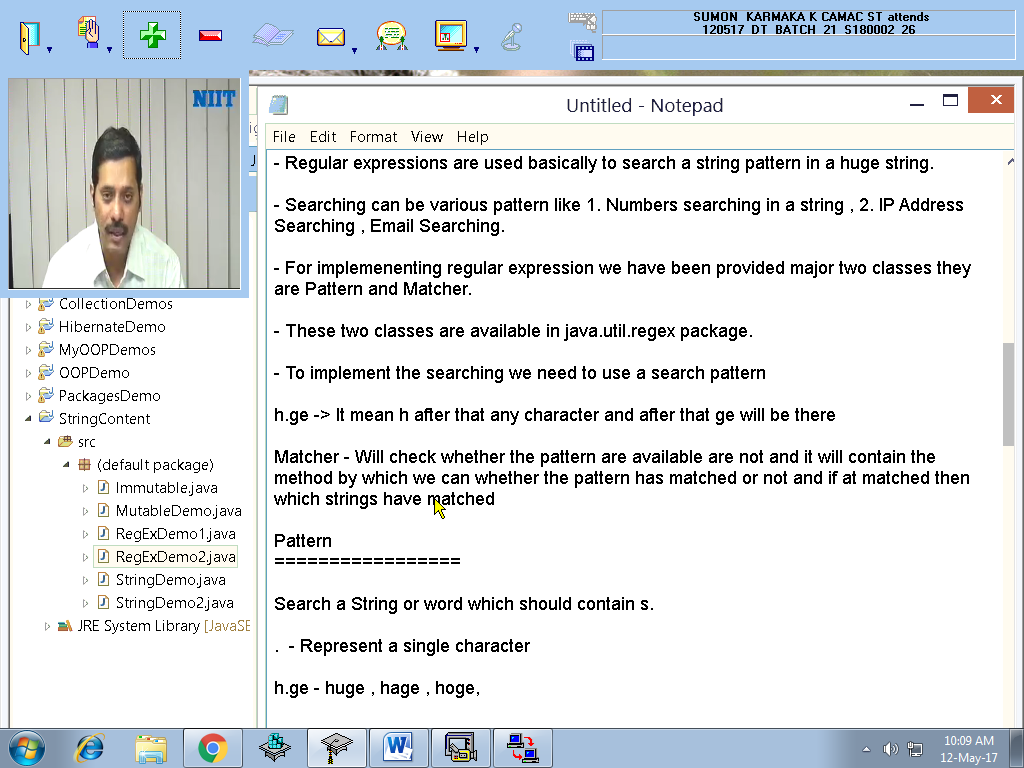 SUMON KARMAKA K CAMAC ST attends
120517 DT BATCH 21 S180002 26
NIIT
Untitled - Notepad
File Edit Format View Help
- Regular expressions are used basically to search a string pattern in a huge string.
- Searching can be various pattern like 1. Numbers searching in a string , 2. IP Address
Searching , Email Searching.
- For implemenenting regular expression we have been provided major two classes they
are Pattern and Matcher.
- These two classes are available in java.util.regex package.
- To implement the searching we need to use a search pattern
h.ge -> It mean h after that any character and after that ge will be there
Matcher - Will check whether the pattern are available are not and it will contain the
method by which we can whether the pattern has matched or not and if at matched then
which strings have matched
Pattern
=================
Search a String or word which should contain s.
. - Represent a single character
h.ge - huge , hage , hoge,
CollectionDemos
HibernateDemo
MyOOPDemos
OOPDemo
PackagesDemo
StringContent
src
(default package)
Immutable.java
MutableDemo.java
RegExDemo1.java
RegExDemo2.java
StringDemo.java
StringDemo2.java
JRE System Library [JavaSE
10:09 AM
12-May-17